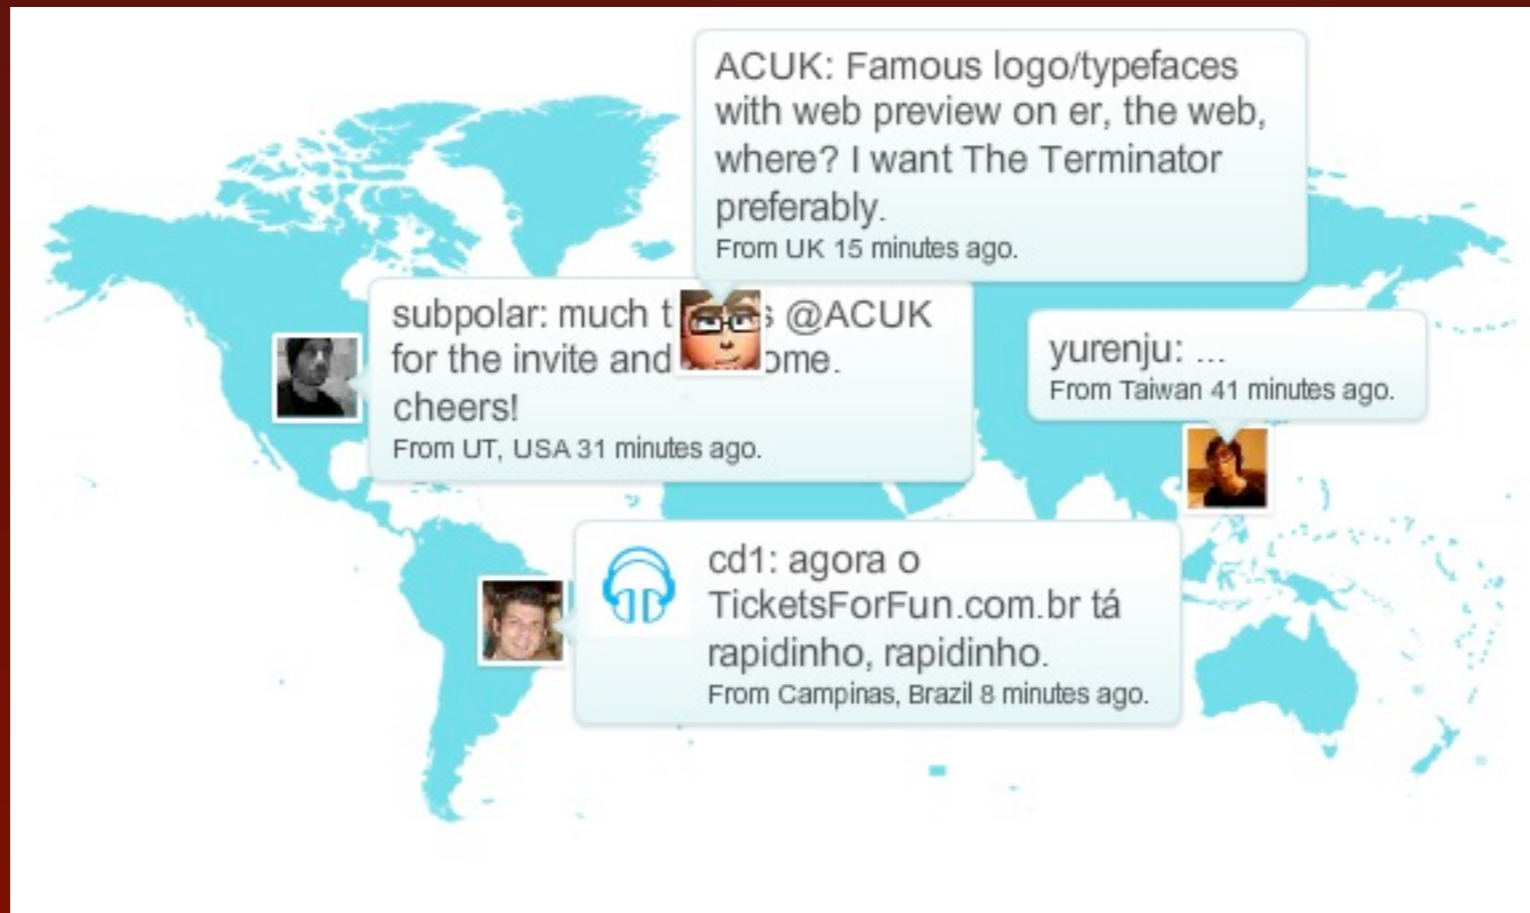 ACUK: Famous logo/typefaces
with web preview on er, the web,
where? I want The Terminator
preferably.
From UK 15 minutes ago.
subpolar: much @ACUK
for the invite and
cheers!
From UT, USA 31 minutes ago.
yurenju: ...
From Taiwan 41 minutes ago.
cd1: agora o
TicketsForFun.com.br tá
rapidinho, rapidinho.
From Campinas, Brazil 8 minutes ago.